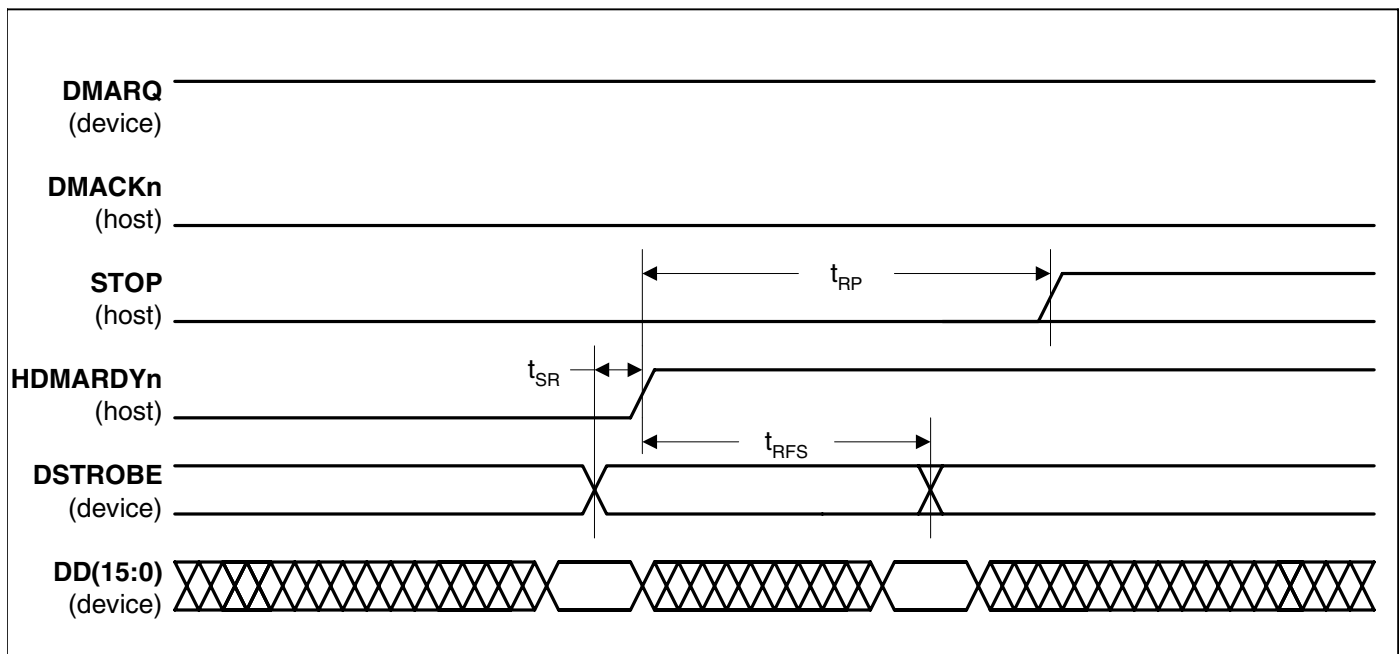 DMARQ
(device)
DMACKn
(host)
STOP
(host)
tRP
HDMARDYn
(host)
tSR
DSTROBE
(device)
tRFS
DD(15:0)
(device)